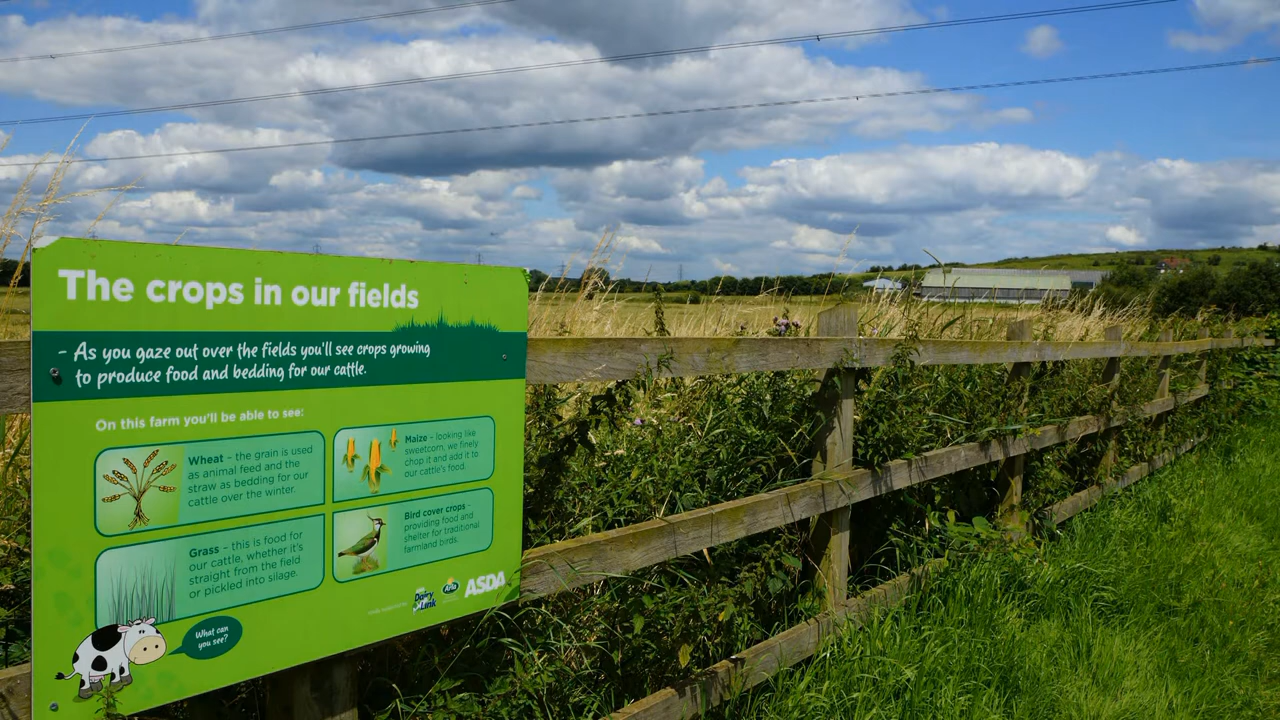 The crops in our fields
- As you gaze out over the fields you'll see crops growing
to produce food and bedding for our cattle.
On this farm you'll be able to see:
Wheat - the grain is used
as animal feed and the
straw as bedding for our
cattle over the winter.
Maize - looking like
sweetcorn, we finely
chop it and add it to
our cattle's food.
Grass - this is food for
our cattle, whether it's
straight from the field
or pickled into silage.
Bird cover crops -
providing food and
shelter for traditional
farmland birds.
What can
you see?
Dairy
Link
Arla
ASDA